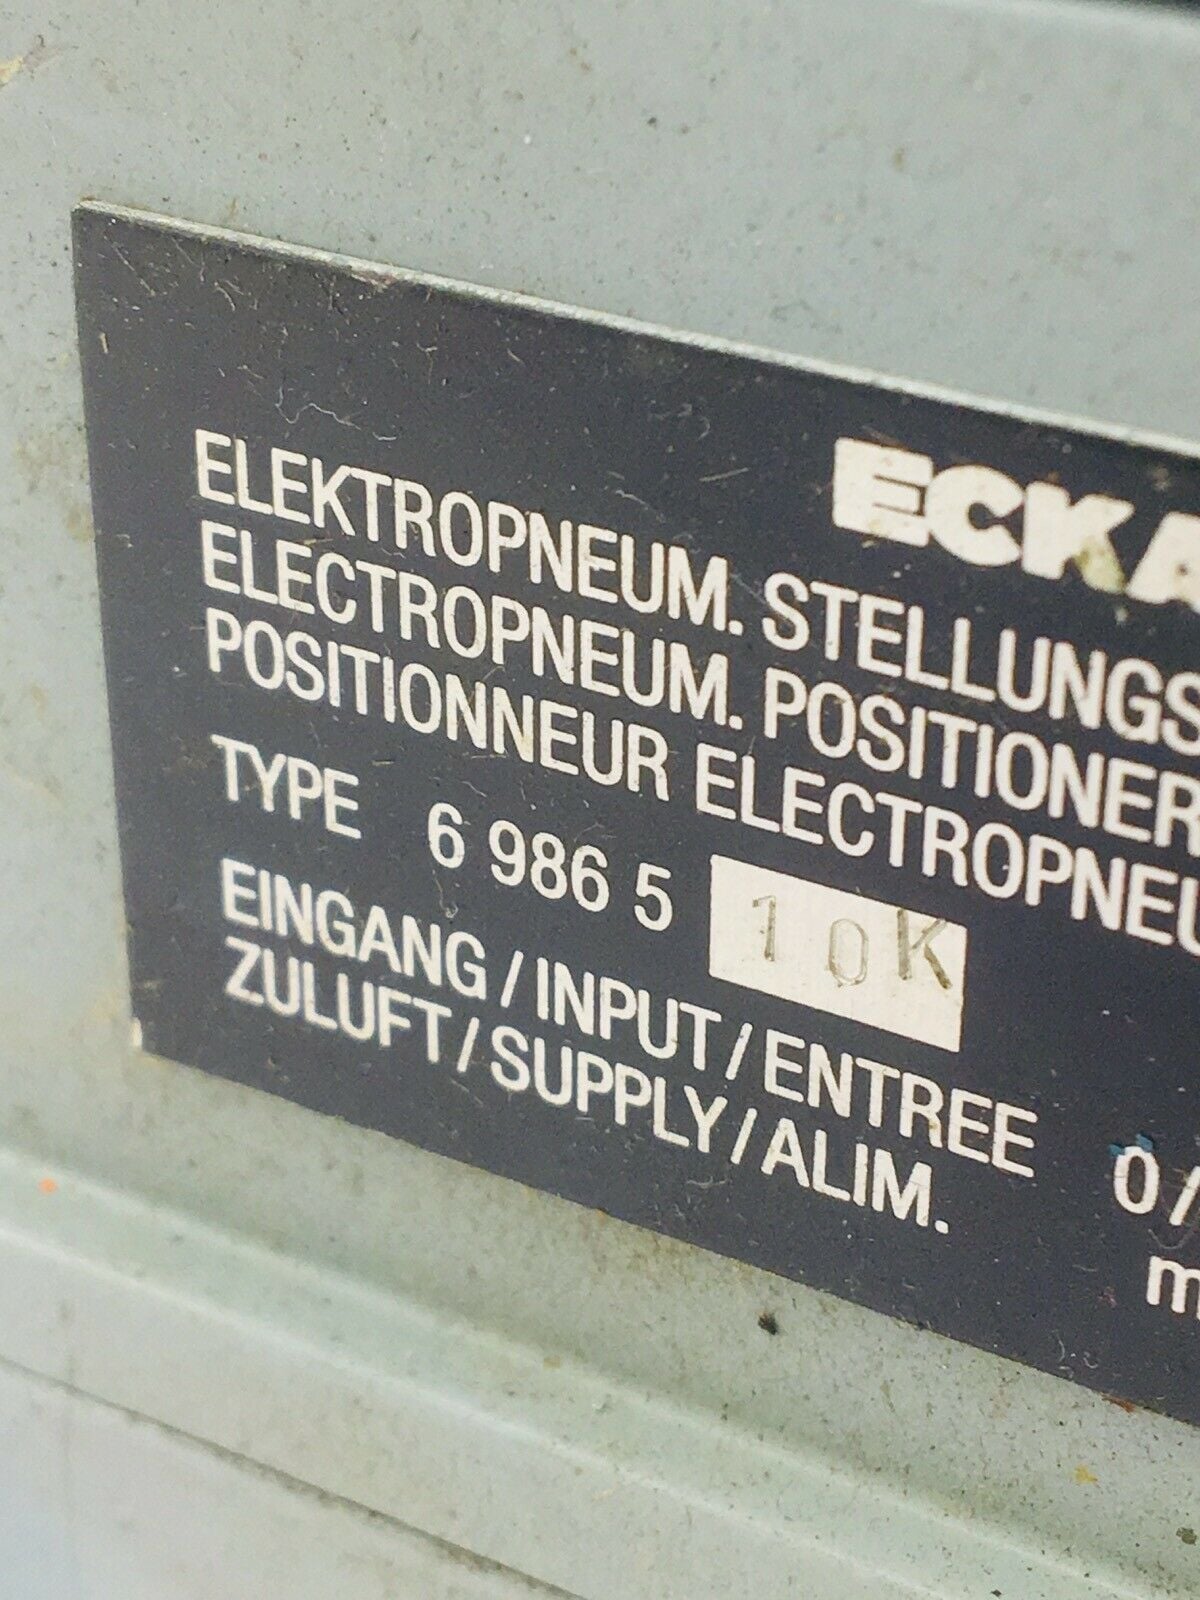 ECKA
ELEKTROPNEUM. STELLUNGS
ELECTROPNEUM. POSITIONER
POSITIONNEUR ELECTROPNEU
TYPE 6 986 5 10K
EINGANG / INPUT / ENTREE 0/
ZULUFT / SUPPLY / ALIM. m